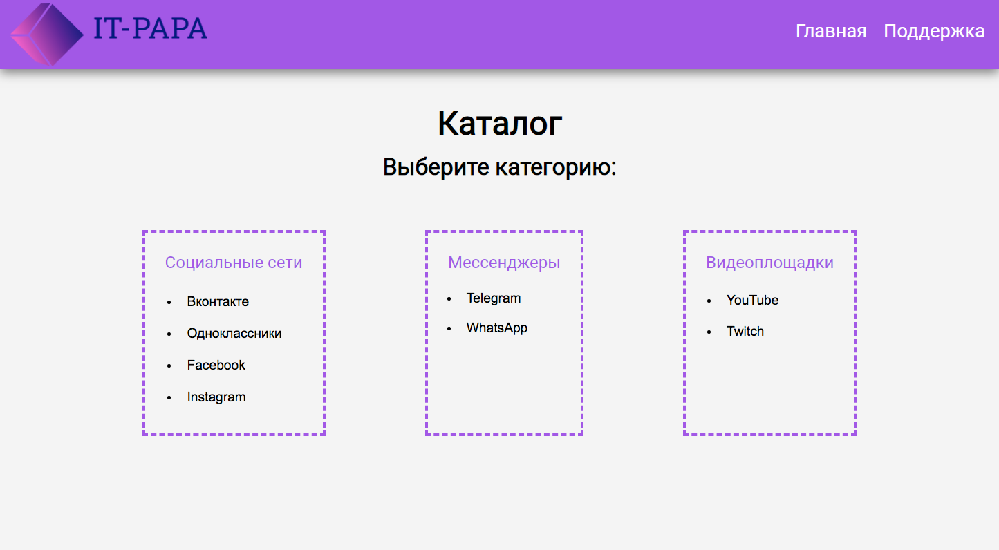 IT-PAPA
Главная Поддержка
Каталог
Выберите категорию:
Социальные сети
Вконтакте
Одноклассники
Facebook
Instagram
Мессенджеры
Telegram
WhatsApp
Видеоплощадки
YouTube
Twitch